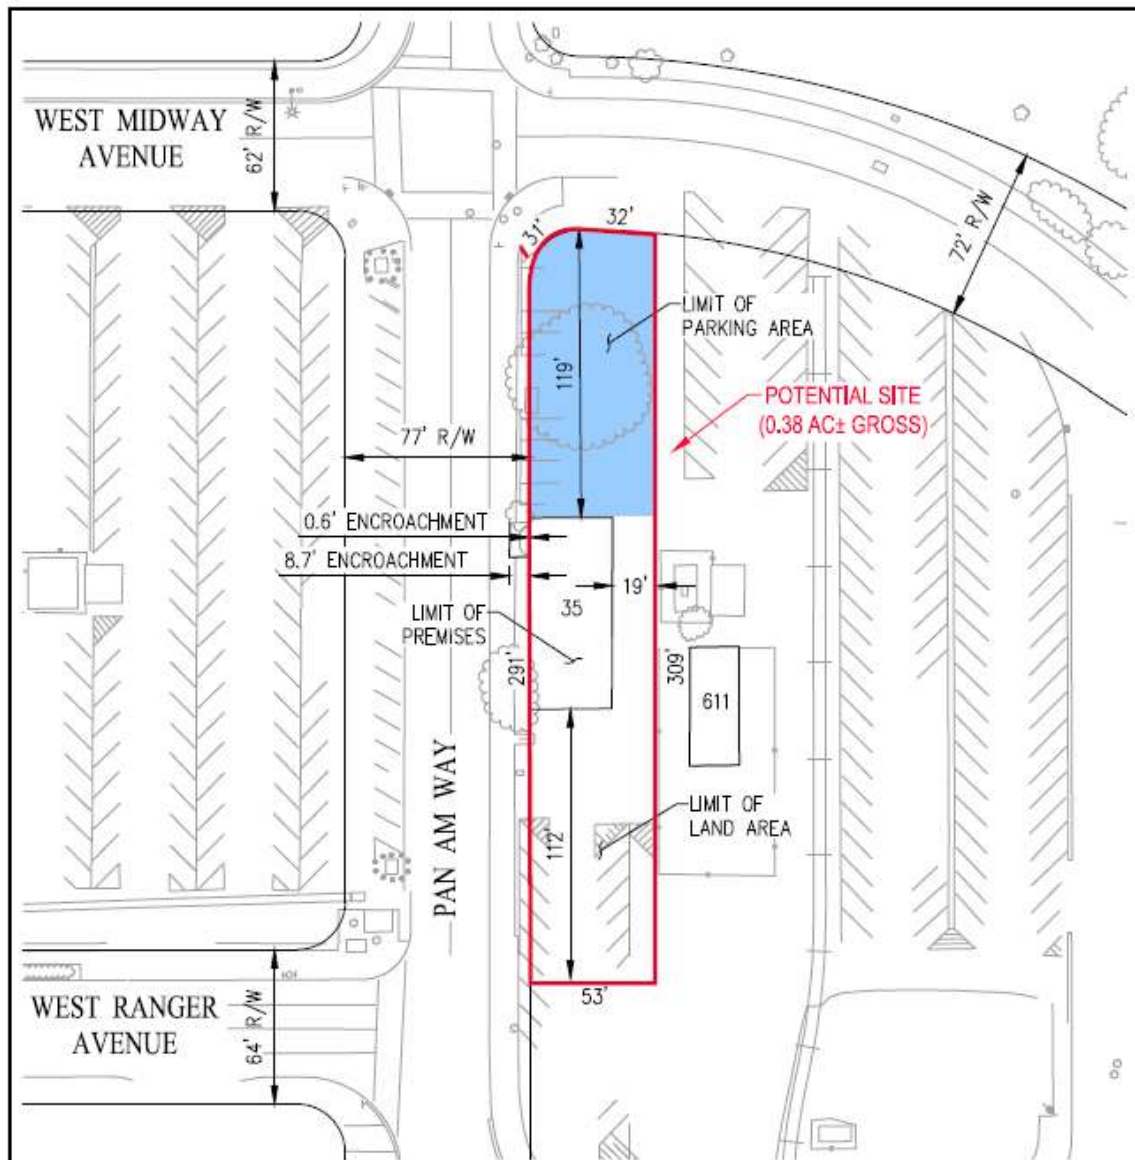 WEST MIDWAY
AVENUE
62' R/W
31'
32'
72' R/W
LIMIT OF
PARKING AREA
119'
POTENTIAL SITE
(0.38 AC± GROSS)
77' R/W
0.6' ENCROACHMENT
8.7' ENCROACHMENT
19'
35
LIMIT OF
PREMISES
291'
309'
611
PAN AM WAY
LIMIT OF
LAND AREA
112'
53'
WEST RANGER
AVENUE
64' R/W